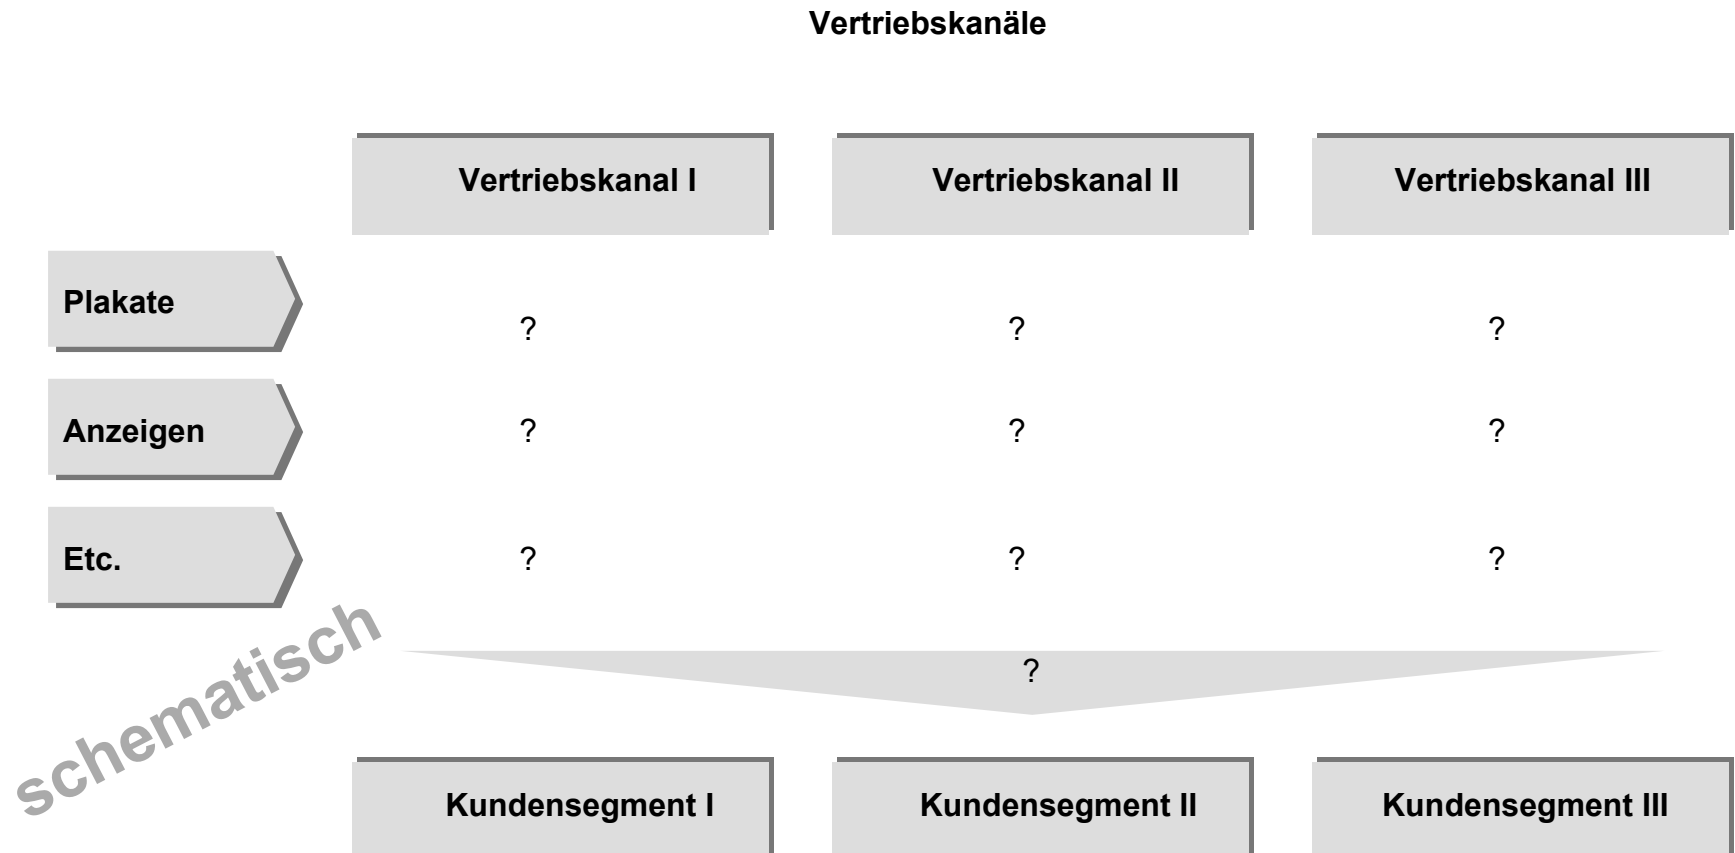 Vertriebskanäle
Vertriebskanal I
Vertriebskanal II
Vertriebskanal III
Plakate
?
?
?
Anzeigen
?
?
?
Etc.
?
?
?
schematisch
?
Kundensegment I
Kundensegment II
Kundensegment III